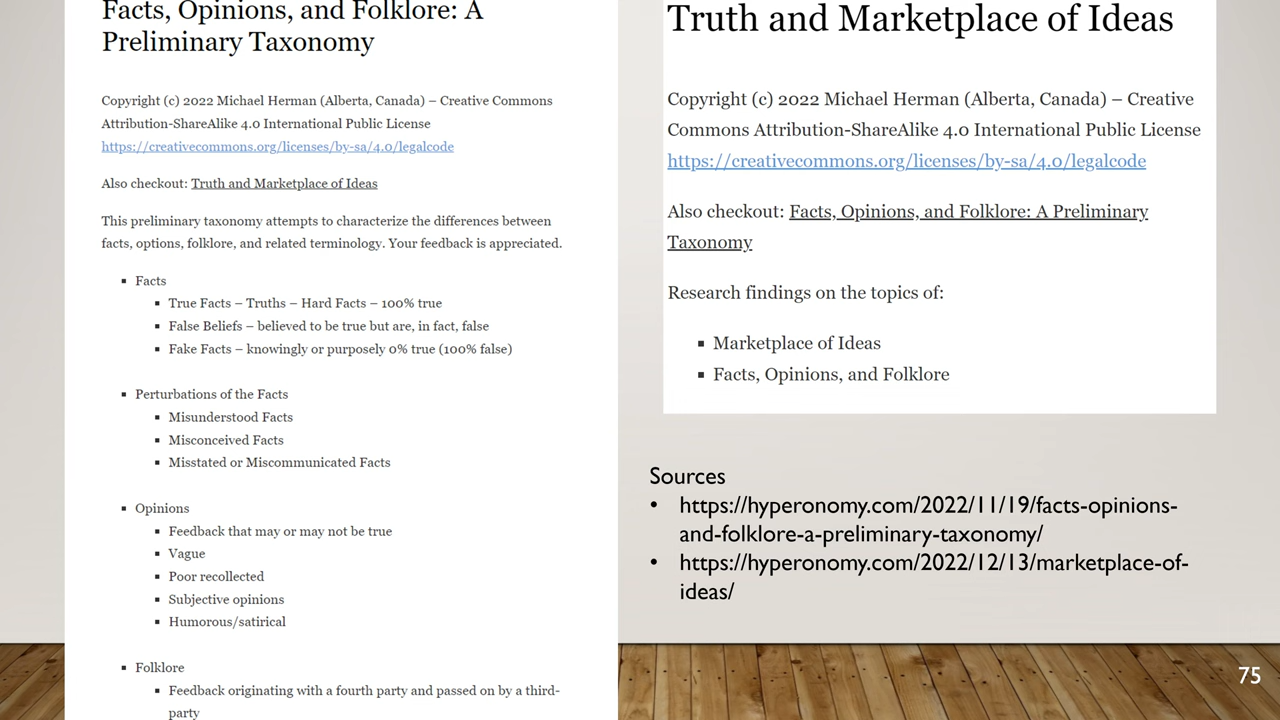 Facts, Opinions, and Folklore: A
Preliminary Taxonomy
Copyright (c) 2022 Michael Herman (Alberta, Canada) – Creative Commons
Attribution-ShareAlike 4.0 International Public License
https://creativecommons.org/licenses/by-sa/4.0/legalcode
Also checkout: Truth and Marketplace of Ideas
This preliminary taxonomy attempts to characterize the differences between
facts, options, folklore, and related terminology. Your feedback is appreciated.
▪ Facts
▪ True Facts – Truths – Hard Facts – 100% true
▪ False Beliefs – believed to be true but are, in fact, false
▪ Fake Facts – knowingly or purposely 0% true (100% false)
▪ Perturbations of the Facts
▪ Misunderstood Facts
▪ Misconceived Facts
▪ Misstated or Miscommunicated Facts
▪ Opinions
▪ Feedback that may or may not be true
▪ Vague
▪ Poor recollected
▪ Subjective opinions
▪ Humorous/satirical
▪ Folklore
▪ Feedback originating with a fourth party and passed on by a third-
party
Truth and Marketplace of Ideas
Copyright (c) 2022 Michael Herman (Alberta, Canada) – Creative
Commons Attribution-ShareAlike 4.0 International Public License
https://creativecommons.org/licenses/by-sa/4.0/legalcode
Also checkout: Facts, Opinions, and Folklore: A Preliminary
Taxonomy
Research findings on the topics of:
▪ Marketplace of Ideas
▪ Facts, Opinions, and Folklore
Sources
• https://hyperonomy.com/2022/11/19/facts-opinions-
and-folklore-a-preliminary-taxonomy/
• https://hyperonomy.com/2022/12/13/marketplace-of-
ideas/
75